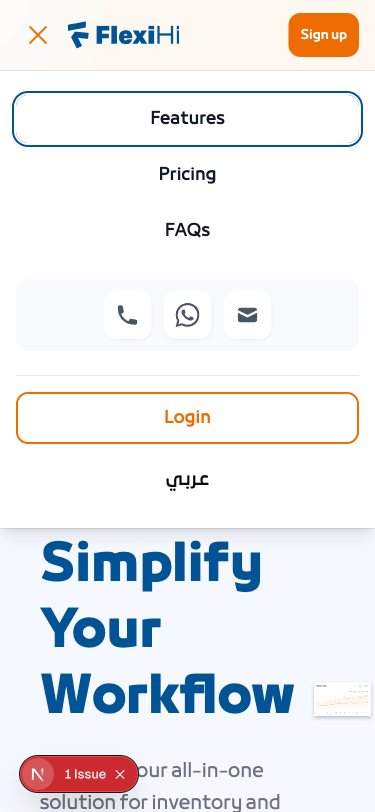 FlexiHi
Sign up
Features
Pricing
FAQs
Login
عربي
Simplify
Your
Workflow
our all-in-one
solution for inventory and
N 1 Issue